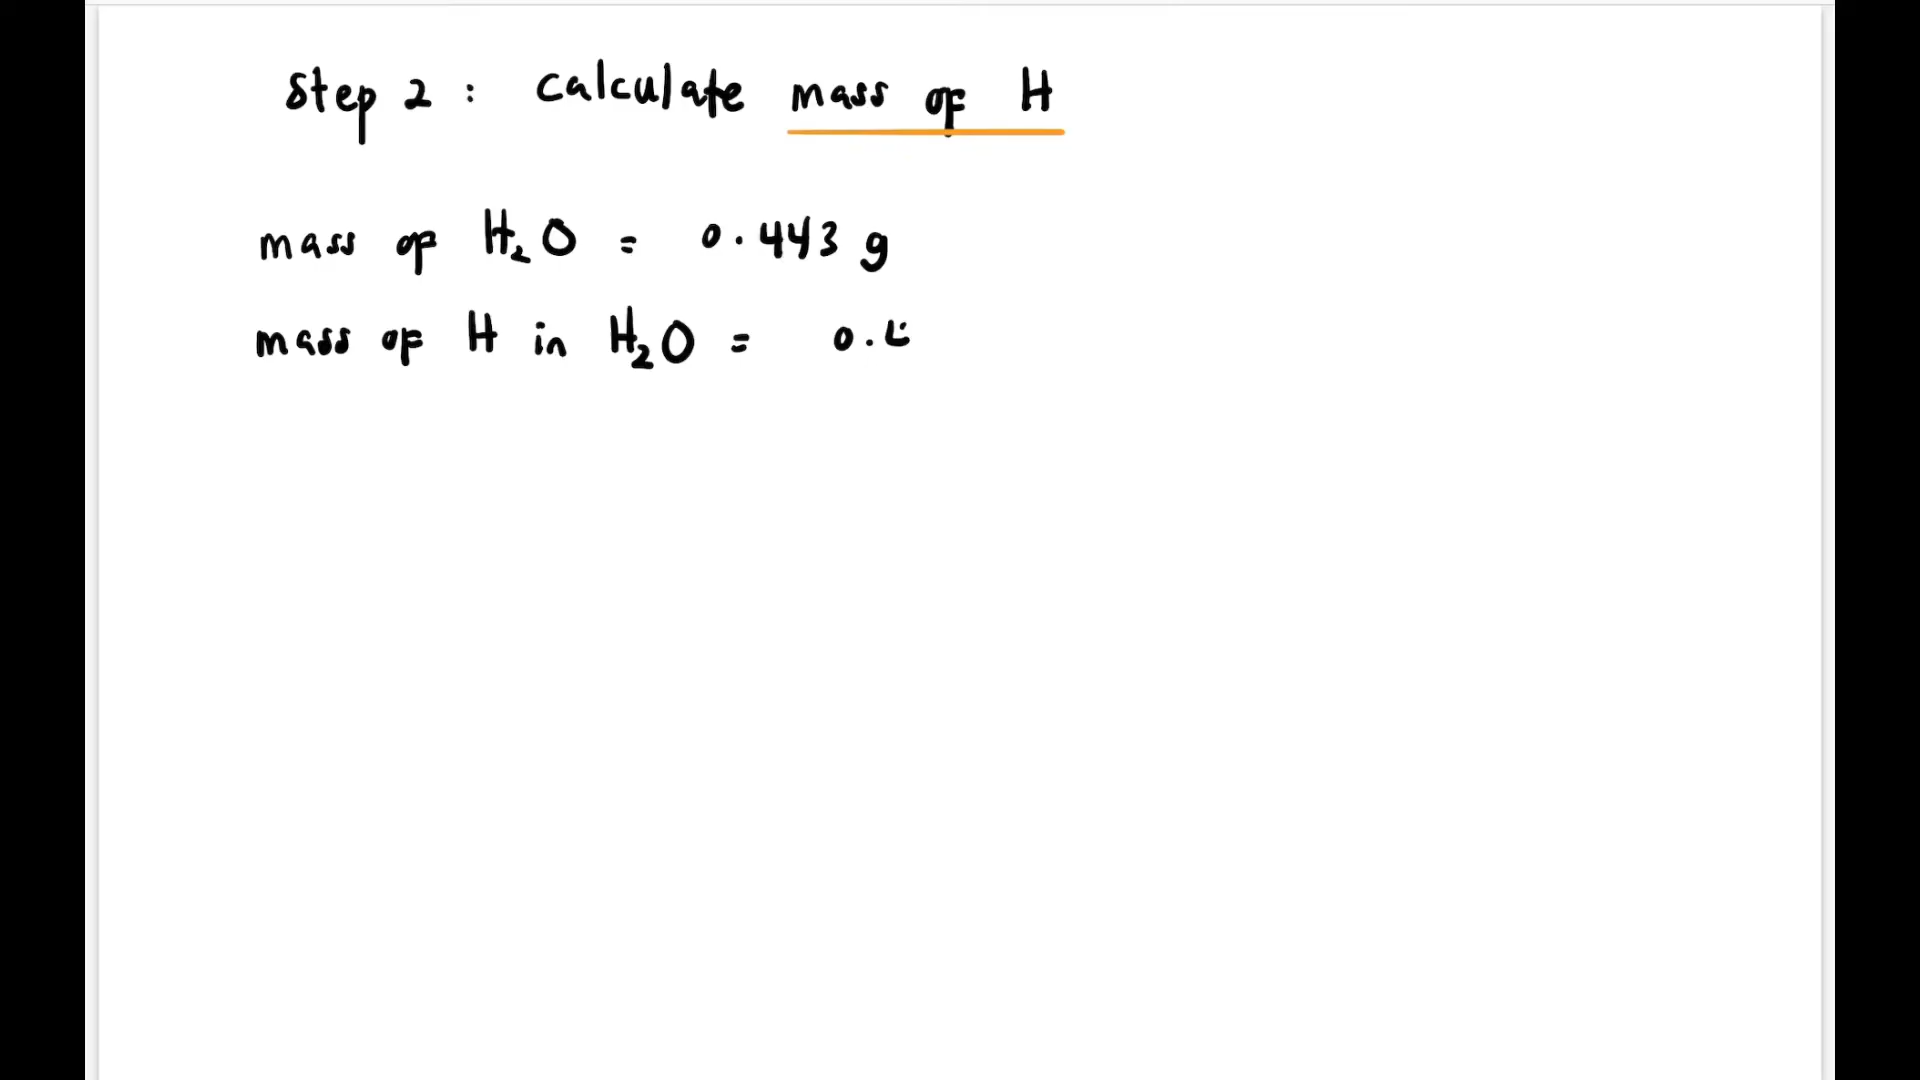 Step 2 : calculate mass of H
mass of H₂O = 0.443 g
mass of H in H₂O = 0.